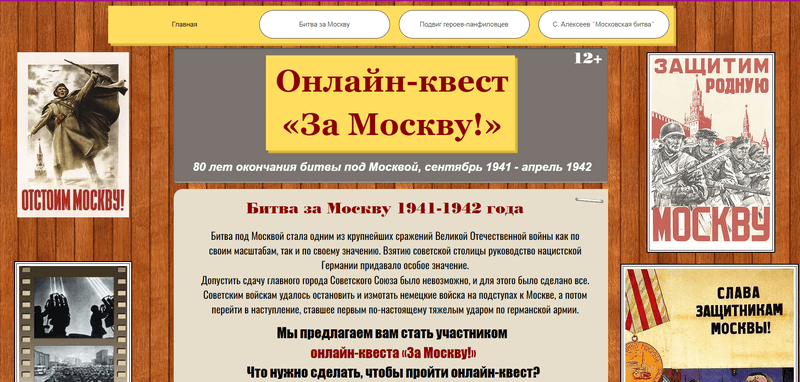 Главная
Битва за Москву
Подвиг героев-панфиловцев
С. Алексеев "Московская битва"
12+
Онлайн-квест
«За Москву!»
80 лет окончания битвы под Москвой, сентябрь 1941 - апрель 1942
ОТСТОИМ МОСКВУ!
ЗАЩИТИМ
РОДНУЮ
МОСКВУ
Битва за Москву 1941-1942 года
Битва под Москвой стала одним из крупнейших сражений Великой Отечественной войны как по
своим масштабам, так и по своему значению. Взятию советской столицы руководство нацистской
Германии придавало особое значение.
Допустить сдачу главного города Советского Союза было невозможно, и для этого было сделано все.
Советским войскам удалось остановить и измотать немецкие войска на подступах к Москве, а потом
перейти в наступление, ставшее первым по-настоящему тяжелым ударом по германской армии.
Мы предлагаем вам стать участником
онлайн-квеста «За Москву!»
Что нужно сделать, чтобы пройти онлайн-квест?
СЛАВА
ЗАЩИТНИКАМ
МОСКВЫ!